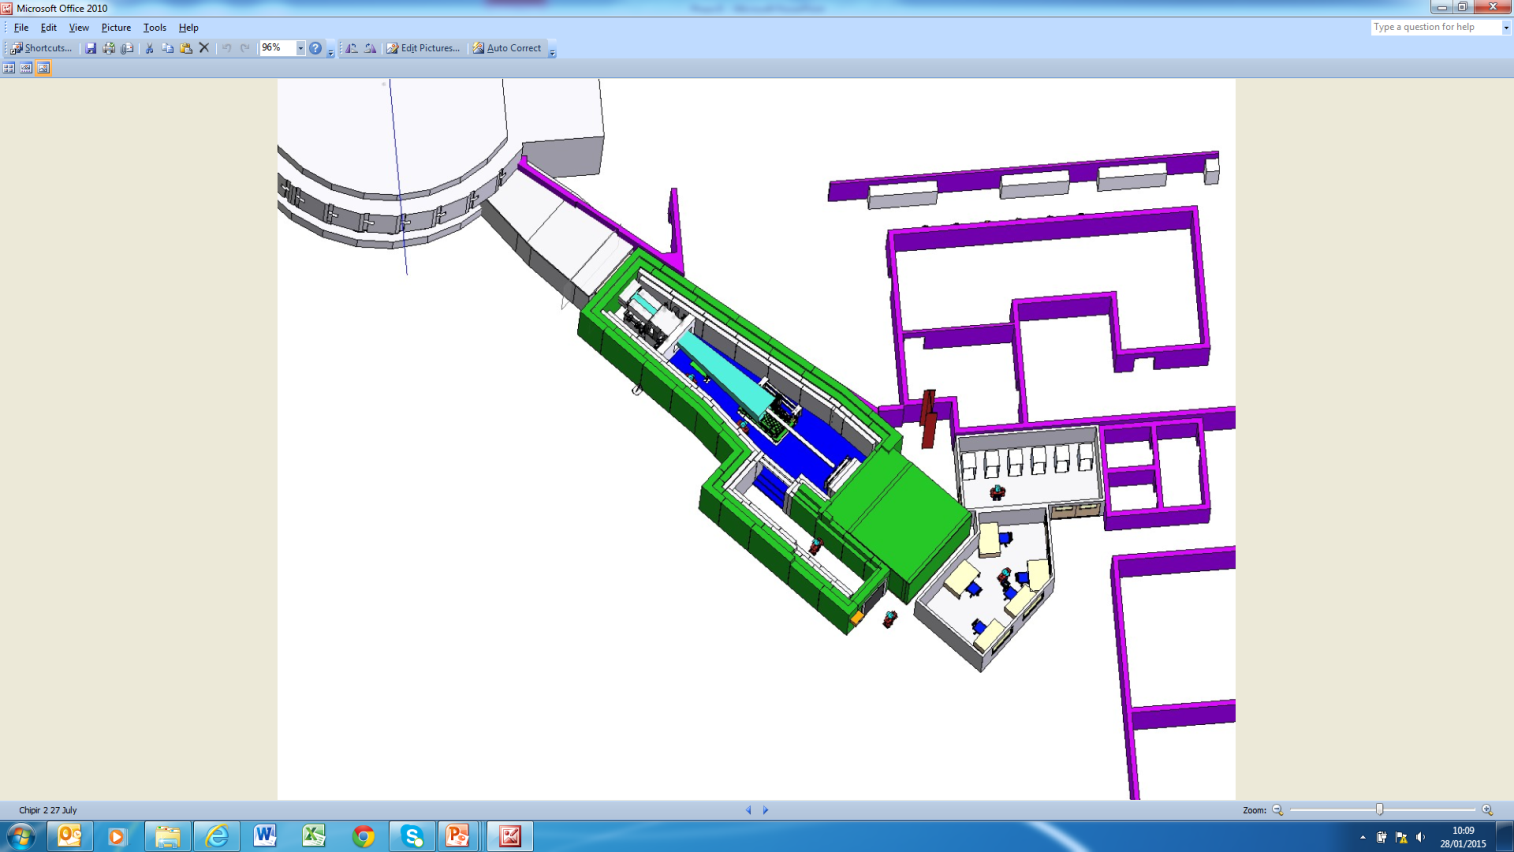 Microsoft Office 2010
File Edit View Picture Tools Help
Type a question for help
Shortcuts... 96% Edit Pictures... Auto Correct
Chipir 2 27 July
Zoom:
10:09
28/01/2015